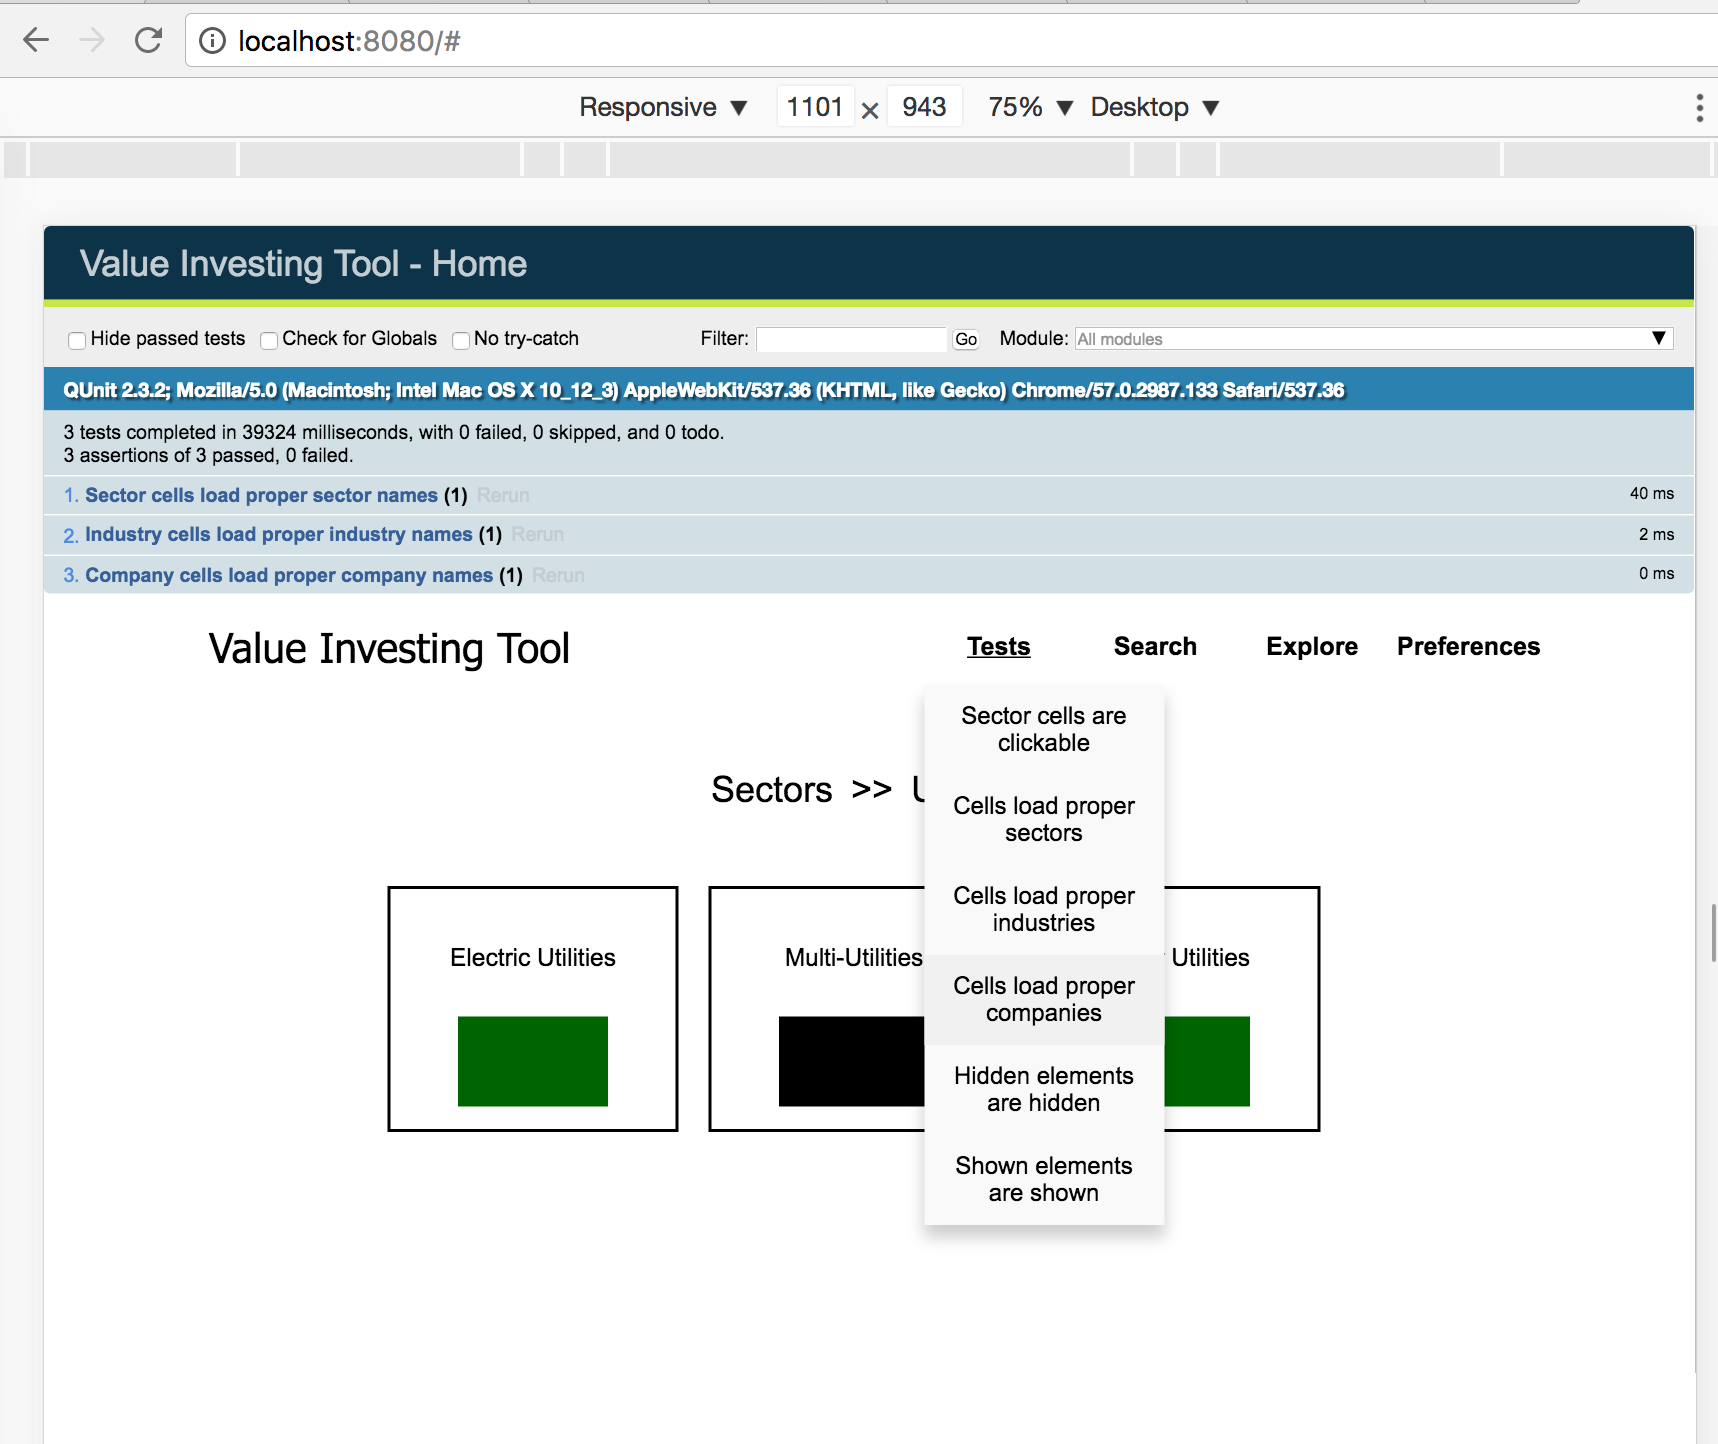 localhost:8080/#
Responsive ▼ 1101 × 943 75% ▼ Desktop ▼
Value Investing Tool - Home
Hide passed tests Check for Globals No try-catch Filter: Go Module: All modules ▼
QUnit 2.3.2; Mozilla/5.0 (Macintosh; Intel Mac OS X 10_12_3) AppleWebKit/537.36 (KHTML, like Gecko) Chrome/57.0.2987.133 Safari/537.36
3 tests completed in 39324 milliseconds, with 0 failed, 0 skipped, and 0 todo.
3 assertions of 3 passed, 0 failed.
1. Sector cells load proper sector names (1) Rerun 40 ms
2. Industry cells load proper industry names (1) Rerun 2 ms
3. Company cells load proper company names (1) Rerun 0 ms
Value Investing Tool Tests Search Explore Preferences
Sector cells are
clickable
Sectors >>
Cells load proper
sectors
Cells load proper
industries
Electric Utilities Multi-Utilities Utilities
Cells load proper
companies
Hidden elements
are hidden
Shown elements
are shown